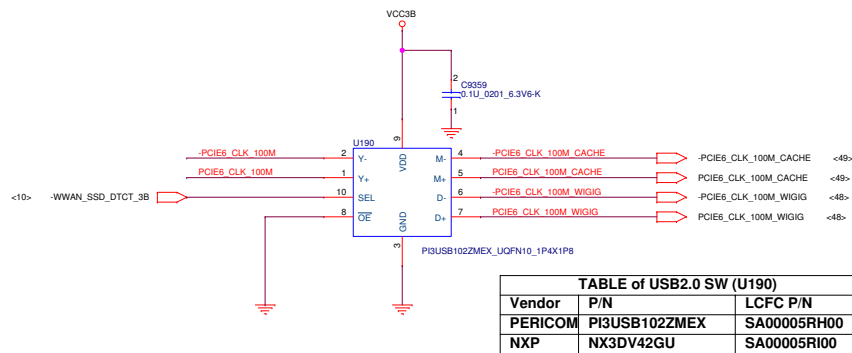 VCC3B
2
C9359
0.1U_0201_6.3V6-K
1
U190
9
-PCIE6_CLK_100M 2 Y- VDD M- 4 -PCIE6_CLK_100M_CACHE -PCIE6_CLK_100M_CACHE <49>
PCIE6_CLK_100M 1 Y+ M+ 5 PCIE6_CLK_100M_CACHE PCIE6_CLK_100M_CACHE <49>
<10> -WWAN_SSD_DTCT_3B 10 SEL D- 6 -PCIE6_CLK_100M_WIGIG -PCIE6_CLK_100M_WIGIG <48>
8 OE GND D+ 7 PCIE6_CLK_100M_WIGIG PCIE6_CLK_100M_WIGIG <48>
3
PI3USB102ZMEX_UQFN10_1P4X1P8
TABLE of USB2.0 SW (U190)
Vendor P/N LCFC P/N
PERICOM PI3USB102ZMEX SA00005RH00
NXP NX3DV42GU SA00005RI00